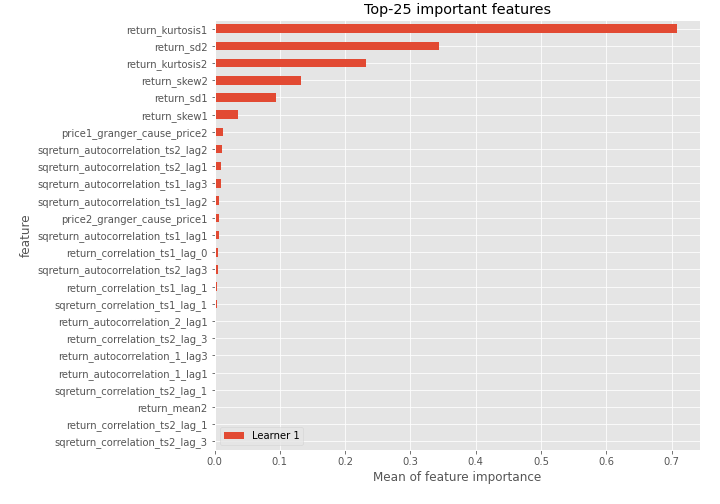 Top-25 important features
return_kurtosis1
return_sd2
return_kurtosis2
return_skew2
return_sd1
return_skew1
price1_granger_cause_price2
sqreturn_autocorrelation_ts2_lag2
sqreturn_autocorrelation_ts2_lag1
sqreturn_autocorrelation_ts1_lag3
sqreturn_autocorrelation_ts1_lag2
price2_granger_cause_price1
sqreturn_autocorrelation_ts1_lag1
return_correlation_ts1_lag_0
sqreturn_autocorrelation_ts2_lag3
return_correlation_ts1_lag_1
sqreturn_correlation_ts1_lag_1
return_autocorrelation_2_lag1
return_correlation_ts2_lag_3
return_autocorrelation_1_lag3
return_autocorrelation_1_lag1
sqreturn_correlation_ts2_lag_1
return_mean2
return_correlation_ts2_lag_1
sqreturn_correlation_ts2_lag_3
feature
Learner 1
0.0 0.1 0.2 0.3 0.4 0.5 0.6 0.7
Mean of feature importance